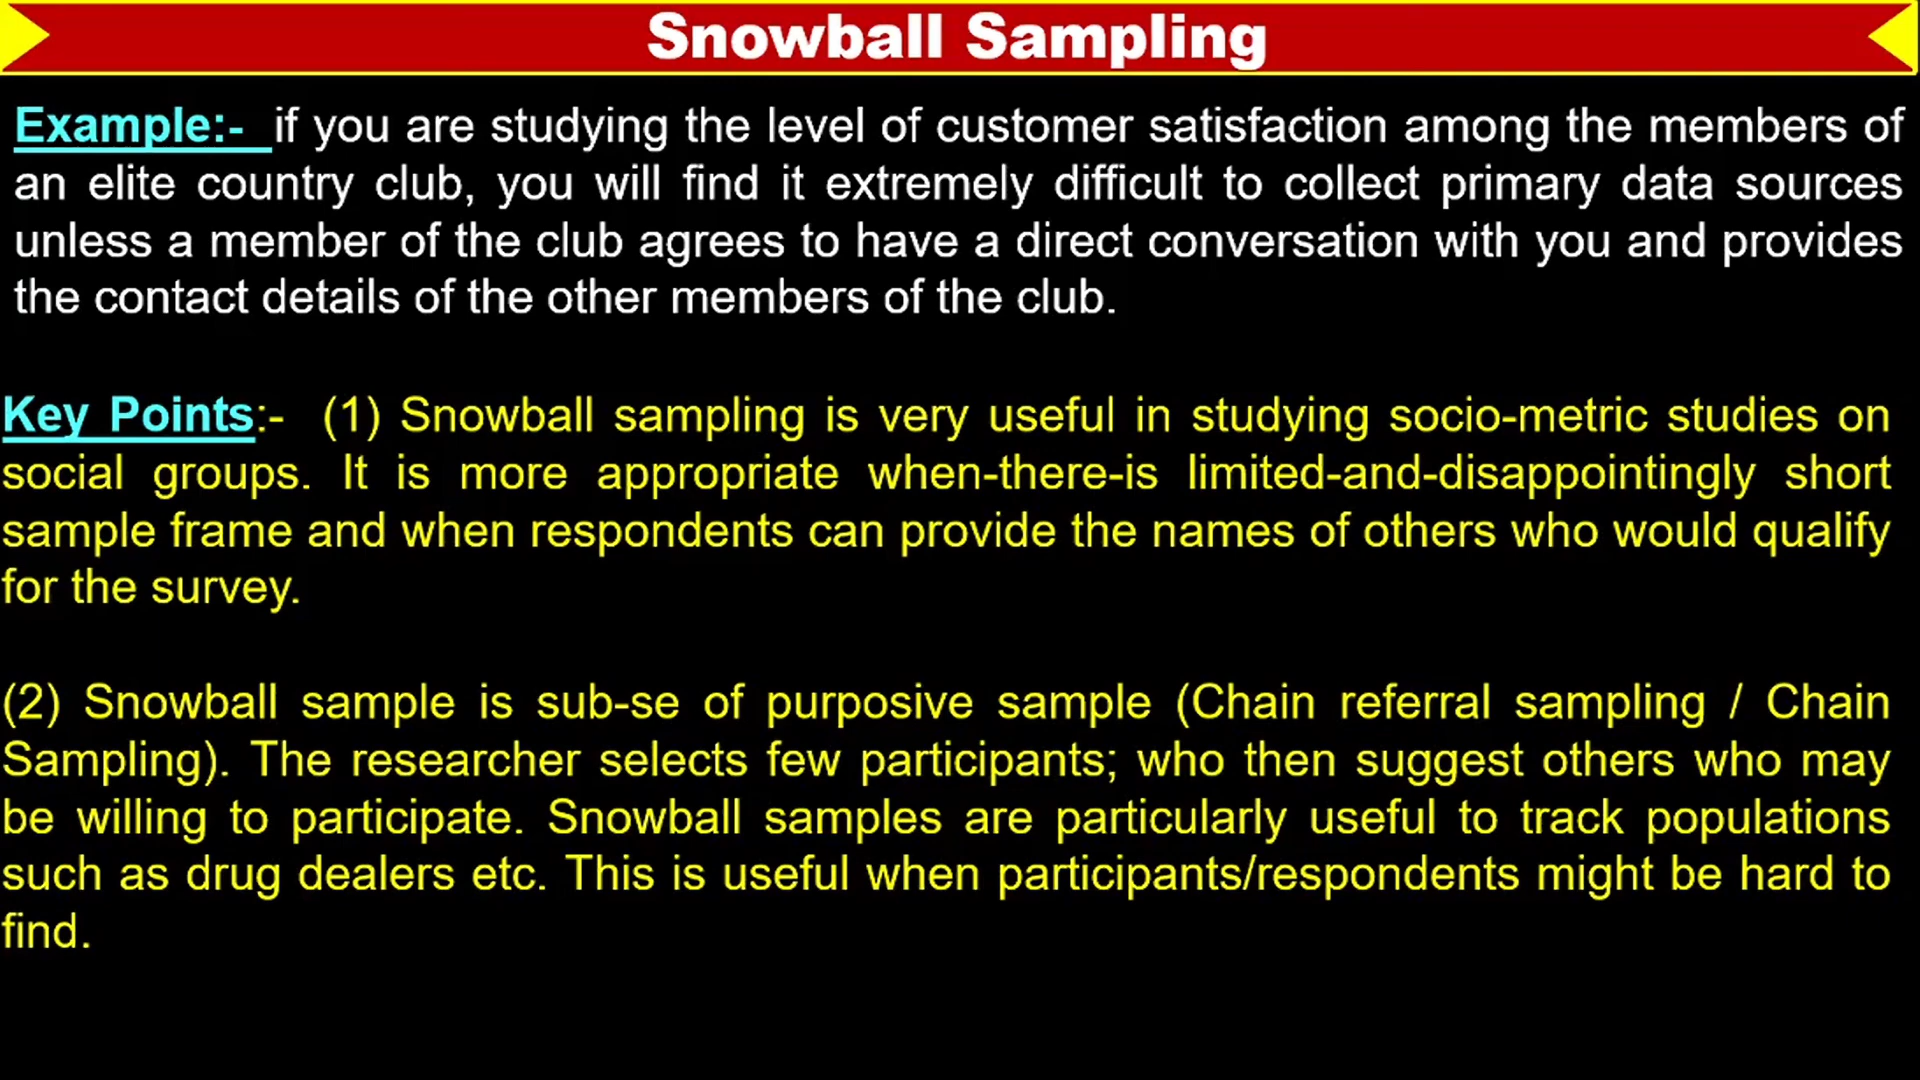 Snowball Sampling
Example:- if you are studying the level of customer satisfaction among the members of
an elite country club, you will find it extremely difficult to collect primary data sources
unless a member of the club agrees to have a direct conversation with you and provides
the contact details of the other members of the club.
Key Points:- (1) Snowball sampling is very useful in studying socio-metric studies on
social groups. It is more appropriate when-there-is limited-and-disappointingly short
sample frame and when respondents can provide the names of others who would qualify
for the survey.
(2) Snowball sample is sub-se of purposive sample (Chain referral sampling / Chain
Sampling). The researcher selects few participants; who then suggest others who may
be willing to participate. Snowball samples are particularly useful to track populations
such as drug dealers etc. This is useful when participants/respondents might be hard to
find.